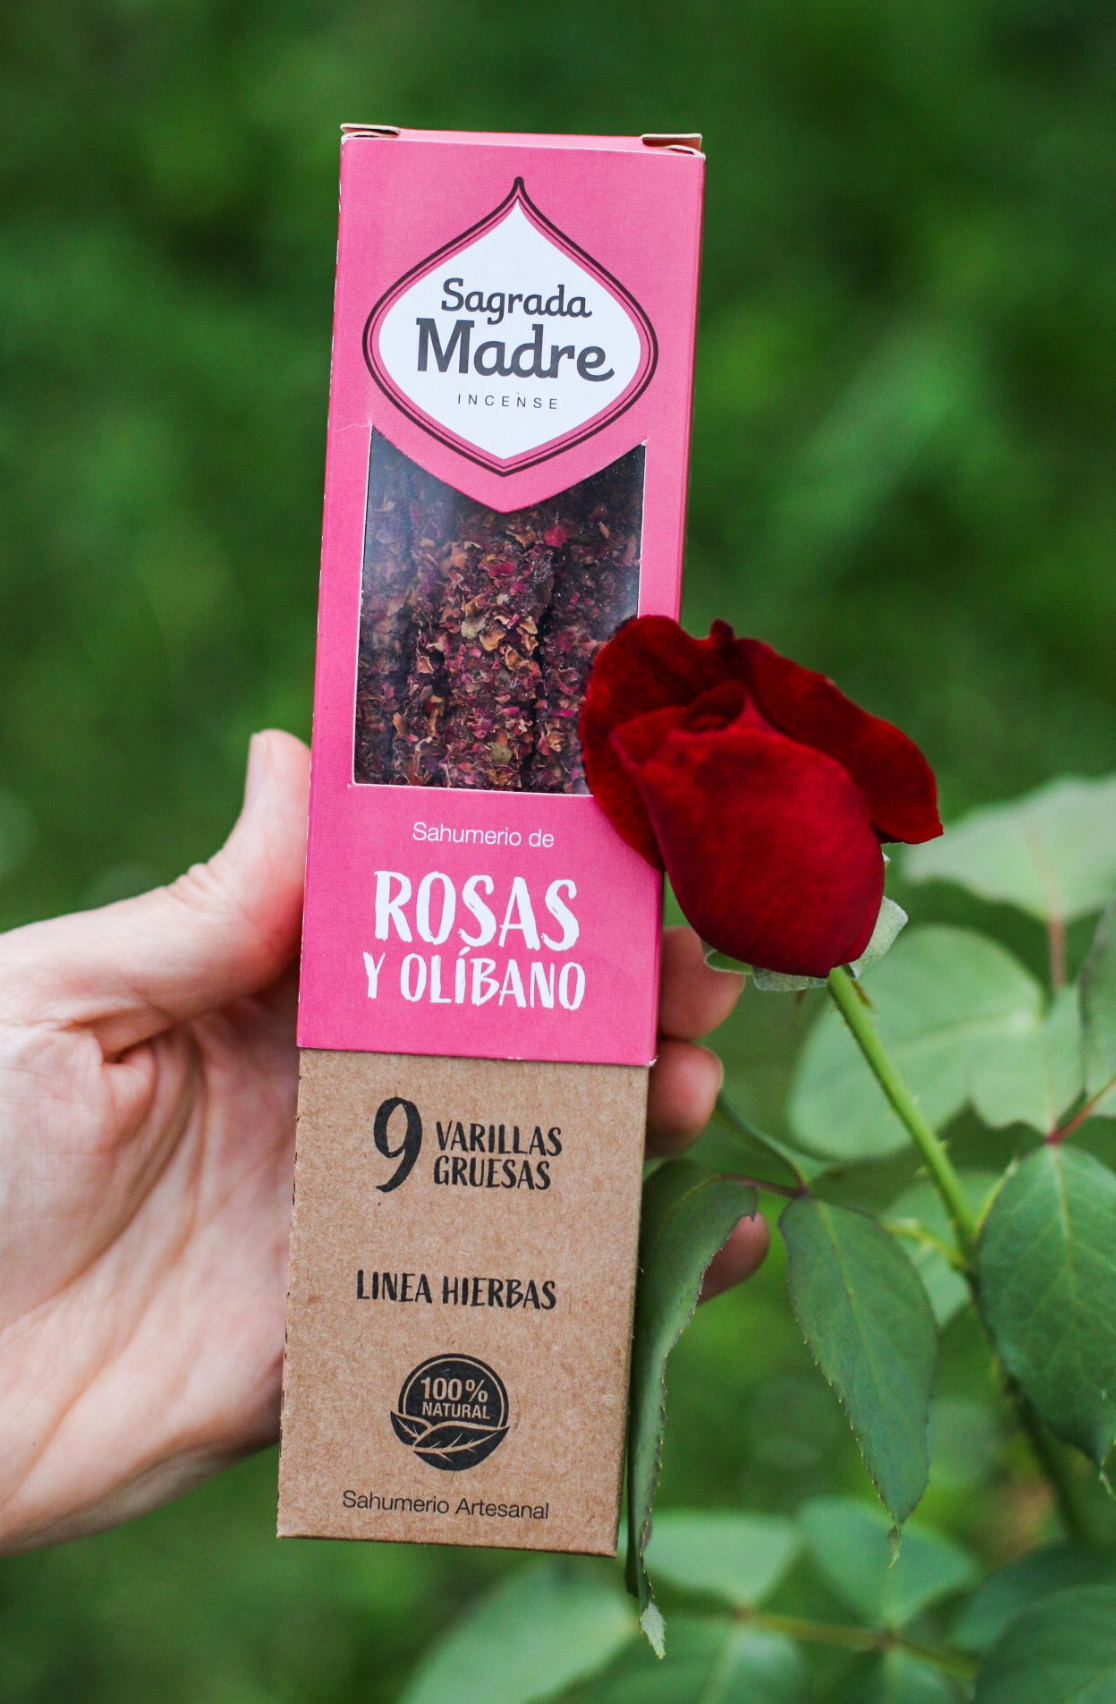 Sagrada
Madre
INCENSE
Sahumerio de
ROSAS
Y OLÍBANO
9 VARILLAS
GRUESAS
LINEA HIERBAS
100%
NATURAL
Sahumerio Artesanal